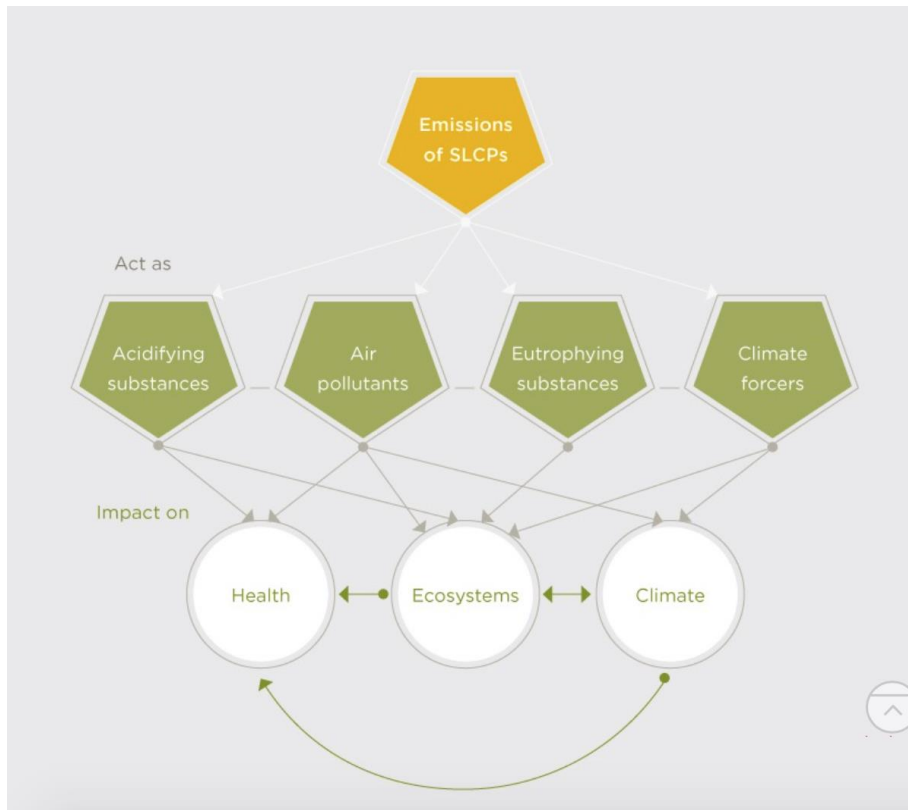 Emissions
of SLCPs
Act as
Acidifying
substances
Air
pollutants
Eutrophying
substances
Climate
forcers
Impact on
Health
Ecosystems
Climate